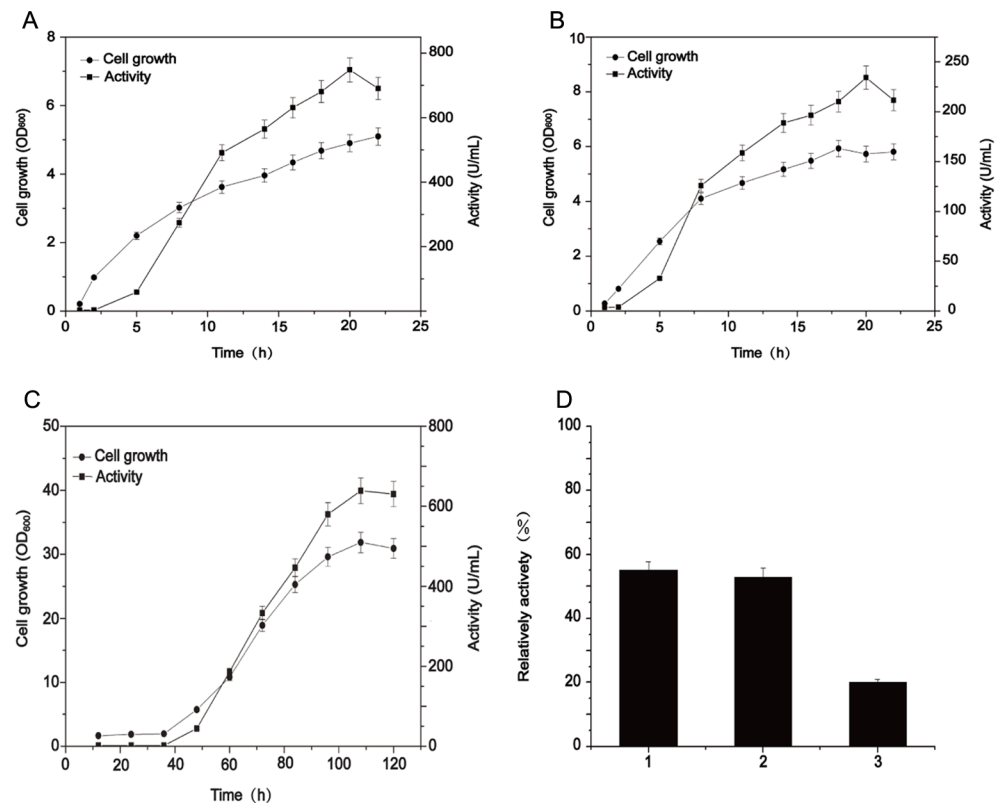 A
8
6
4
2
0
800
600
400
200
0
0 5 10 15 20 25
Cell growth
Activity
Cell growth (OD600)
Activity (U/mL)
Time (h)
B
10
8
6
4
2
0
250
200
150
100
50
0
0 5 10 15 20 25
Cell growth
Activity
Cell growth (OD600)
Activity (U/mL)
Time (h)
C
50
40
30
20
10
0
800
600
400
200
0
0 20 40 60 80 100 120
Cell growth
Activity
Cell growth (OD600)
Activity (U/mL)
Time (h)
D
100
80
60
40
20
0
1 2 3
Relatively activety (%)